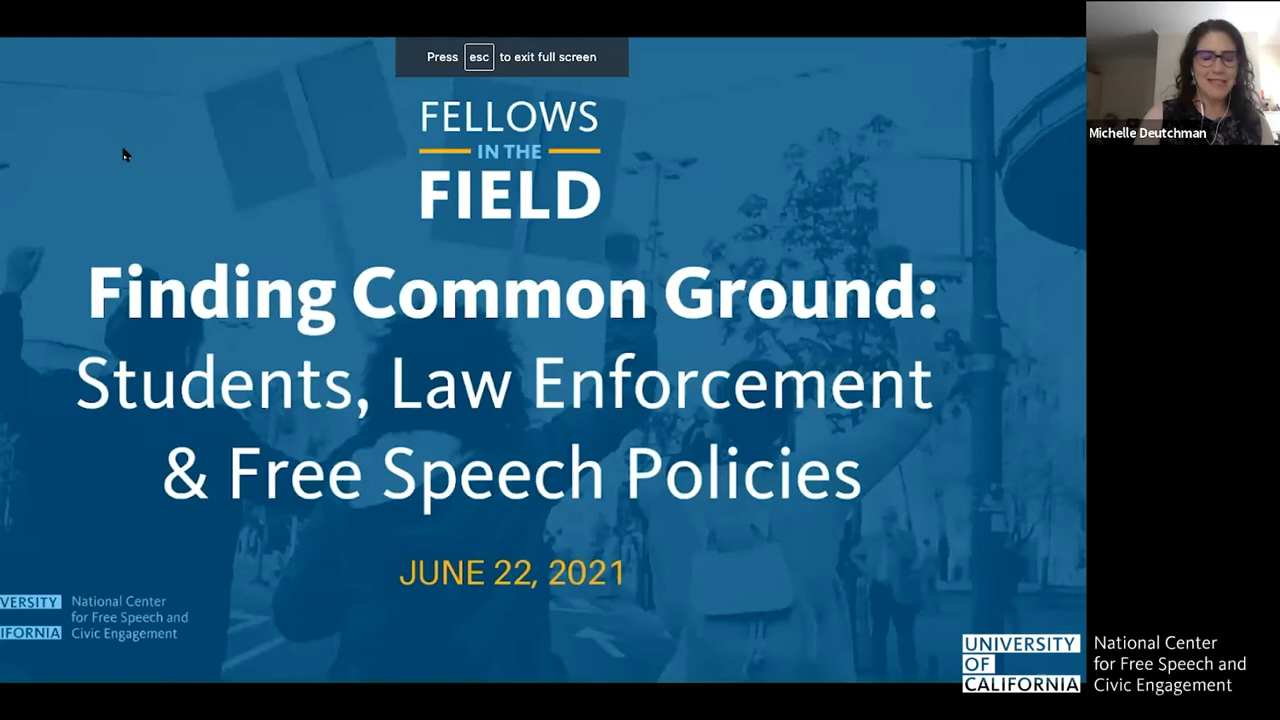 Press esc to exit full screen
FELLOWS
IN THE
FIELD
Finding Common Ground:
Students, Law Enforcement
& Free Speech Policies
JUNE 22, 2021
VERSITY
IFORNIA
National Center
for Free Speech and
Civic Engagement
Michelle Deutchman
UNIVERSITY
OF
CALIFORNIA
National Center
for Free Speech and
Civic Engagement